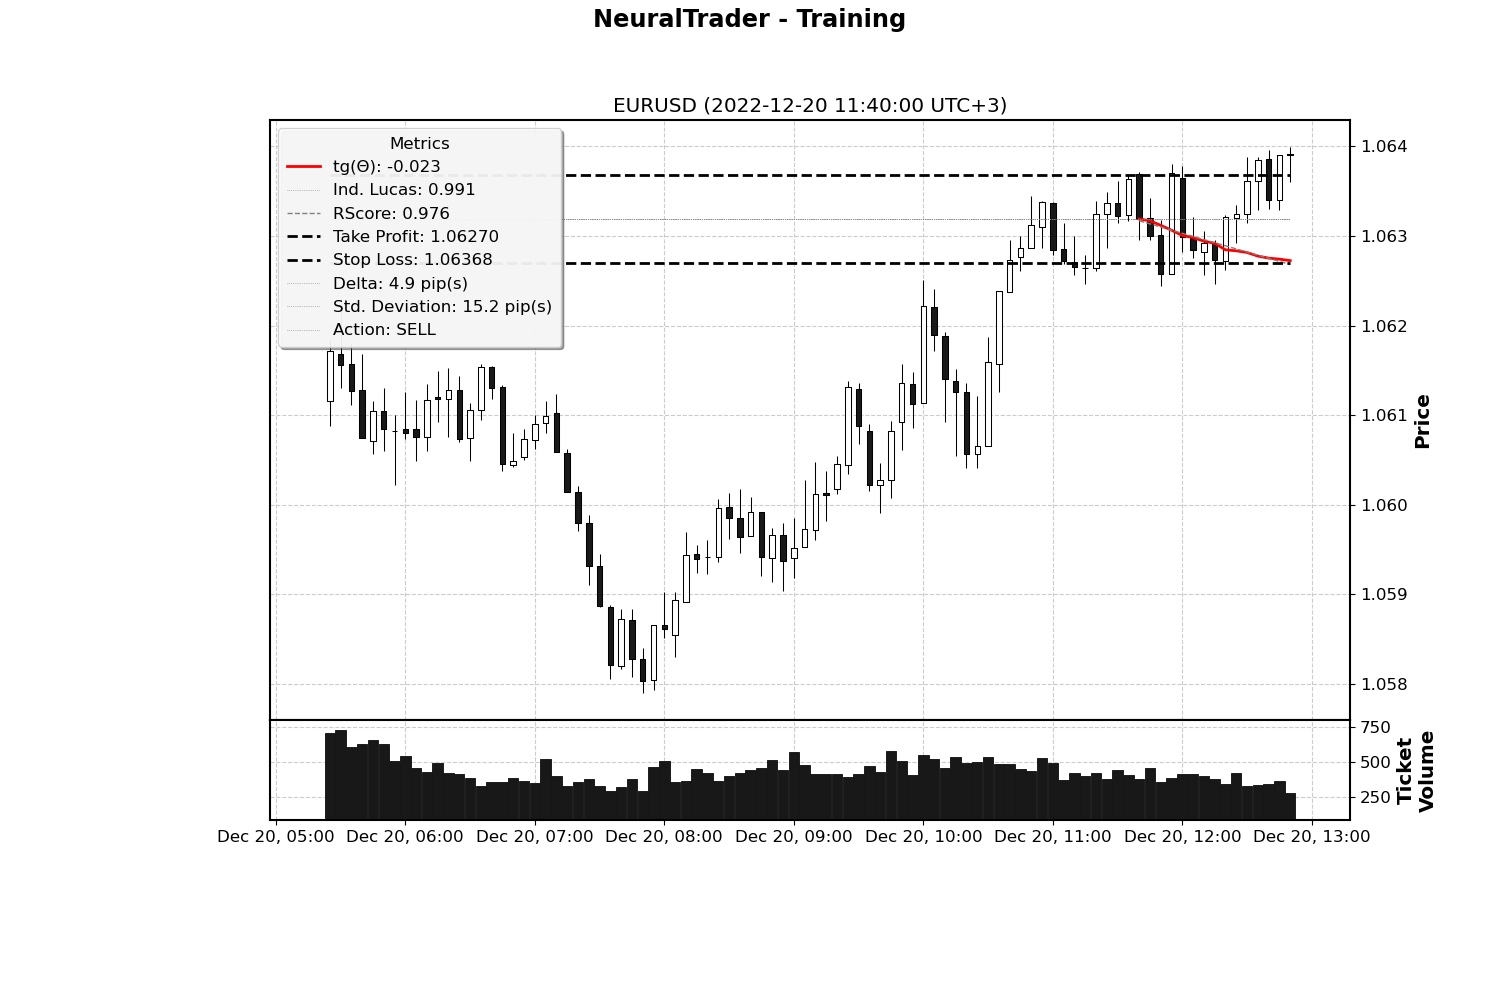 NeuralTrader - Training
EURUSD (2022-12-20 11:40:00 UTC+3)
Metrics
tg(Θ): -0.023
Ind. Lucas: 0.991
RScore: 0.976
Take Profit: 1.06270
Stop Loss: 1.06368
Delta: 4.9 pip(s)
Std. Deviation: 15.2 pip(s)
Action: SELL
1.064
1.063
1.062
1.061
1.060
1.059
1.058
Price
750
500
250
Ticket
Volume
Dec 20, 05:00 Dec 20, 06:00 Dec 20, 07:00 Dec 20, 08:00 Dec 20, 09:00 Dec 20, 10:00 Dec 20, 11:00 Dec 20, 12:00 Dec 20, 13:00